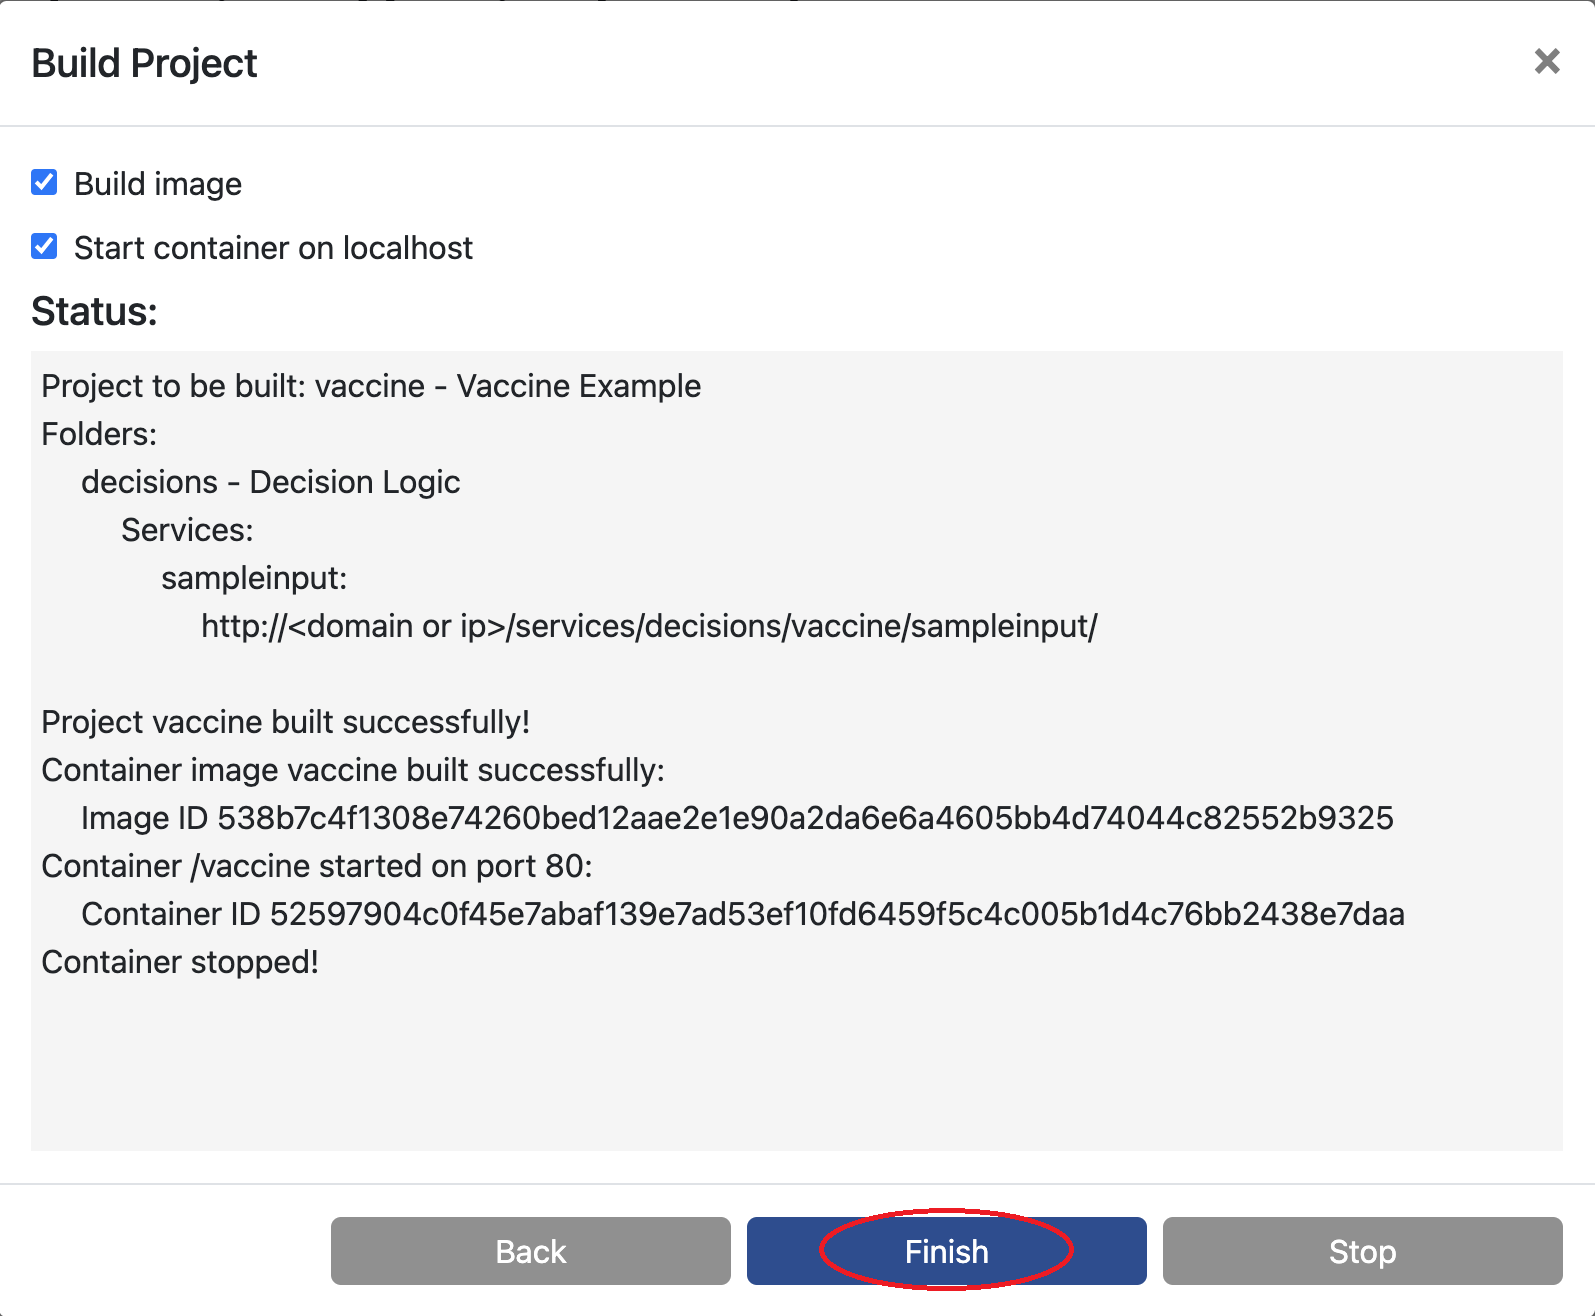 Build Project
Build image
Start container on localhost
Status:
Project to be built: vaccine - Vaccine Example
Folders:
decisions - Decision Logic
Services:
sampleinput:
http://<domain or ip>/services/decisions/vaccine/sampleinput/
Project vaccine built successfully!
Container image vaccine built successfully:
Image ID 538b7c4f1308e74260bed12aae2e1e90a2da6e6a4605bb4d74044c82552b9325
Container /vaccine started on port 80:
Container ID 52597904c0f45e7abaf139e7ad53ef10fd6459f5c4c005b1d4c76bb2438e7daa
Container stopped!
Back
Finish
Stop